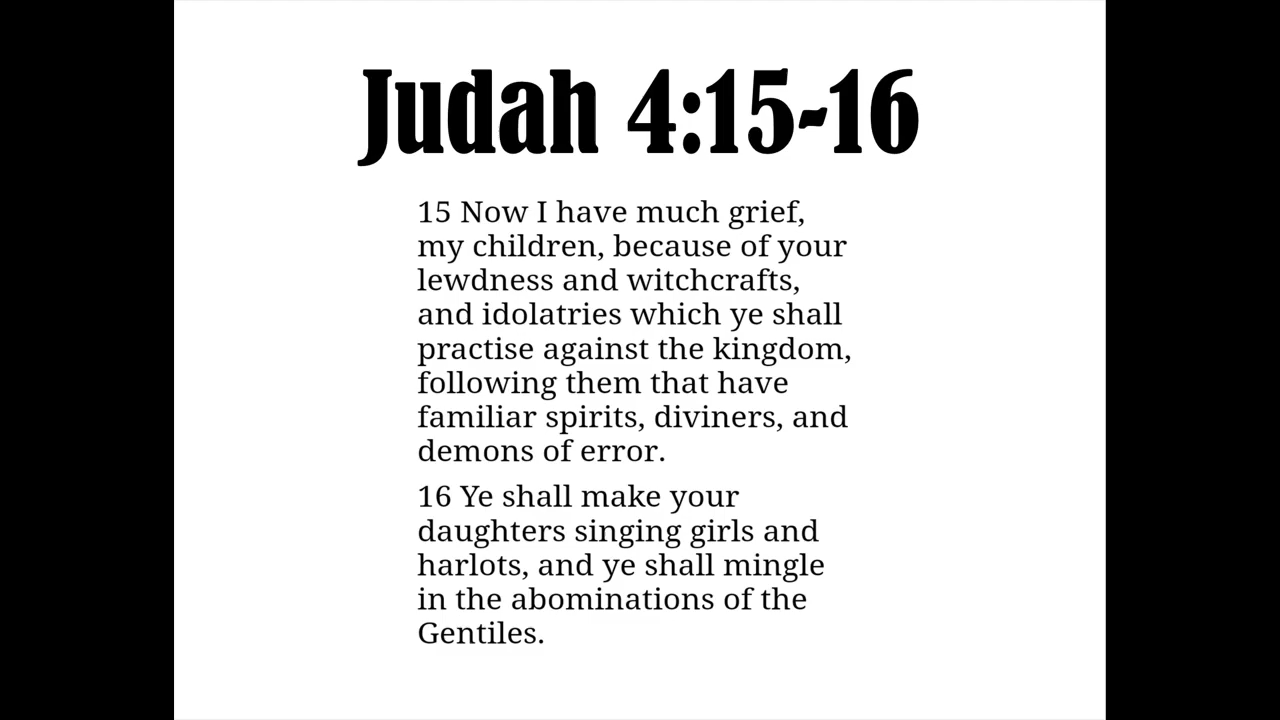 Judah 4:15-16
15 Now I have much grief,
my children, because of your
lewdness and witchcrafts,
and idolatries which ye shall
practise against the kingdom,
following them that have
familiar spirits, diviners, and
demons of error.
16 Ye shall make your
daughters singing girls and
harlots, and ye shall mingle
in the abominations of the
Gentiles.